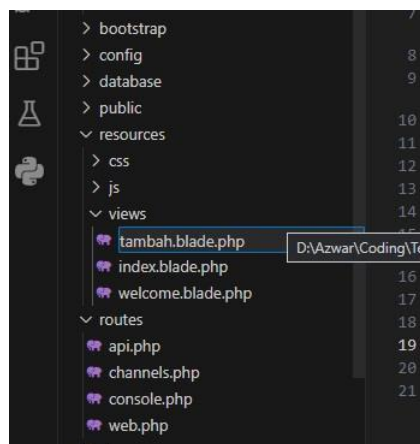 bootstrap
config
database
public
resources
css
js
views
tambah.blade.php
D:\Azwar\Coding\Te
index.blade.php
welcome.blade.php
routes
api.php
channels.php
console.php
web.php
7
8
9
10
11
12
13
14
16
17
18
19
20
21